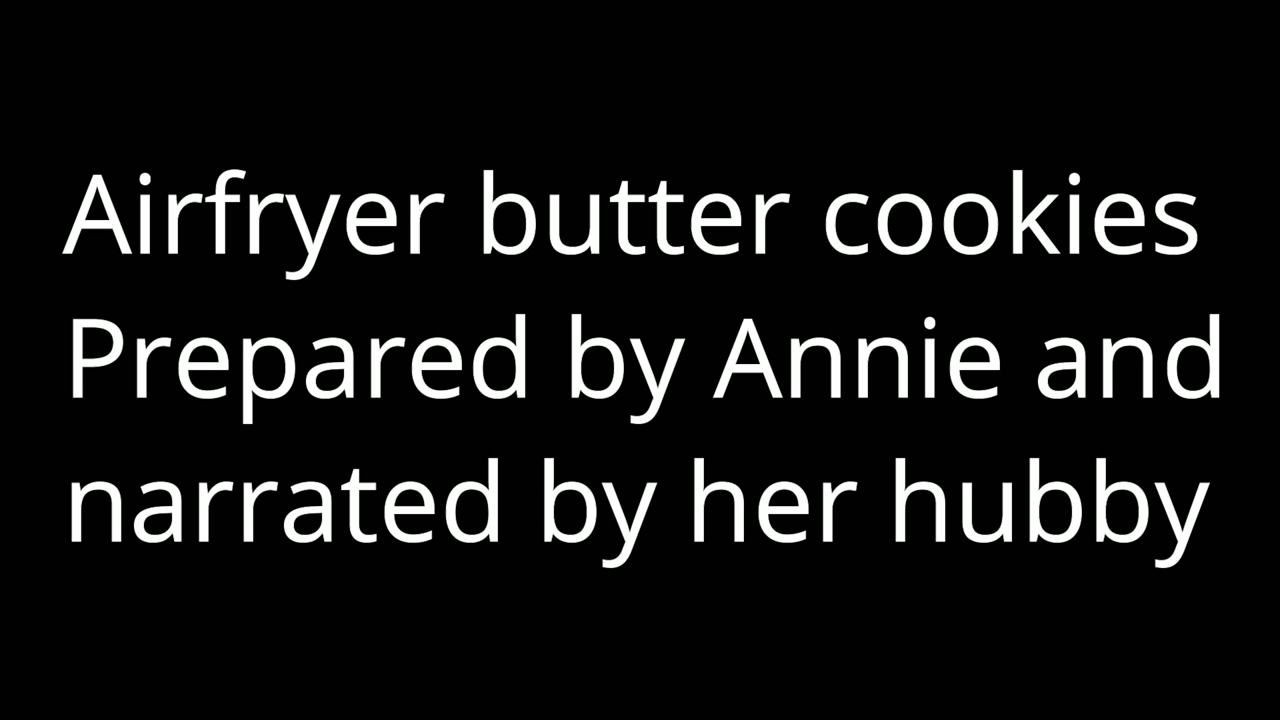 Airfryer butter cookies
Prepared by Annie and
narrated by her hubby